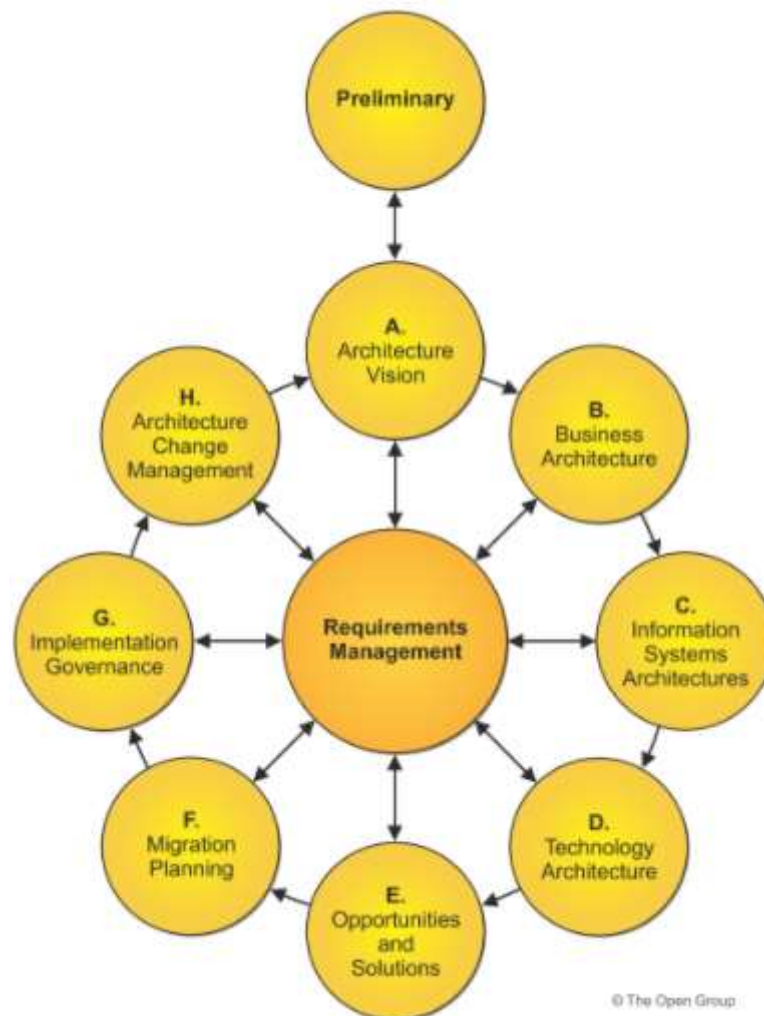 Preliminary
A.
Architecture
Vision
B.
Business
Architecture
H.
Architecture
Change
Management
C.
Information
Systems
Architectures
Requirements
Management
G.
Implementation
Governance
D.
Technology
Architecture
F.
Migration
Planning
E.
Opportunities
and
Solutions
© The Open Group